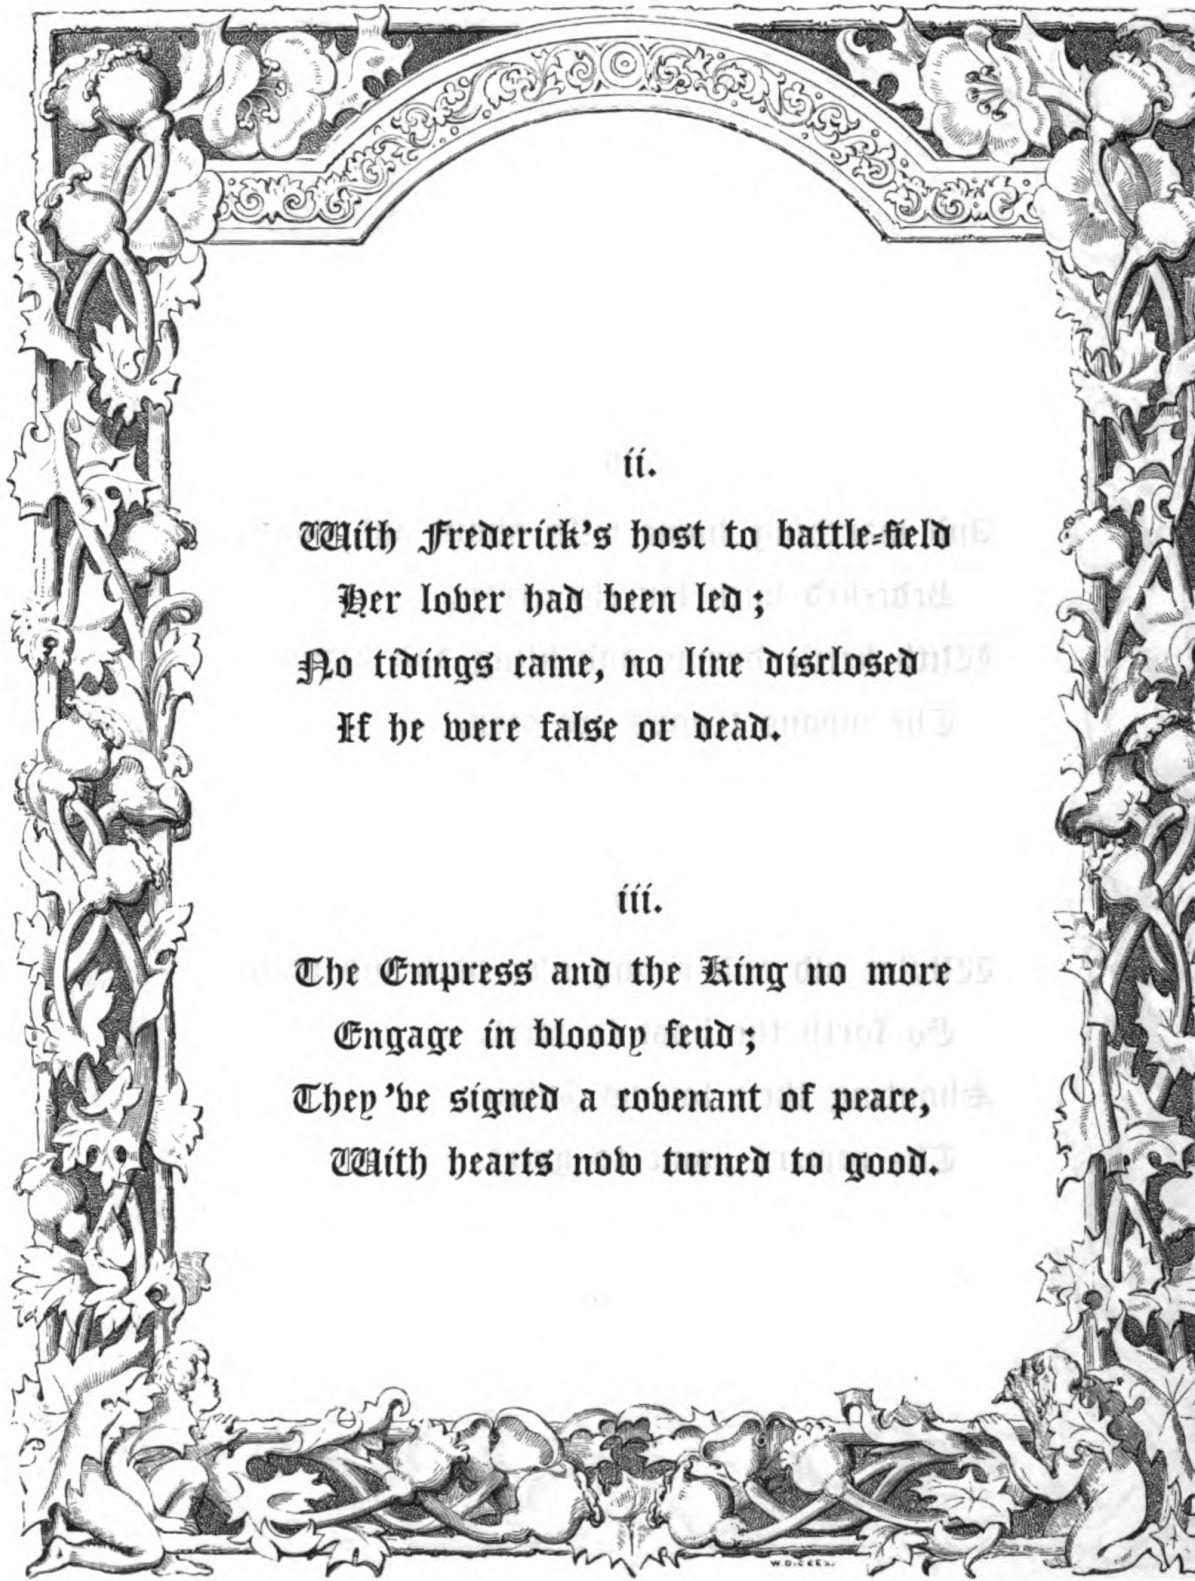 ii.
With Frederick's host to battle-field
Her lover had been led;
No tidings came, no line disclosed
If he were false or dead.
iii.
The Empress and the King no more
Engage in bloody feud;
They've signed a covenant of peace,
With hearts now turned to good.
W. DICKES.